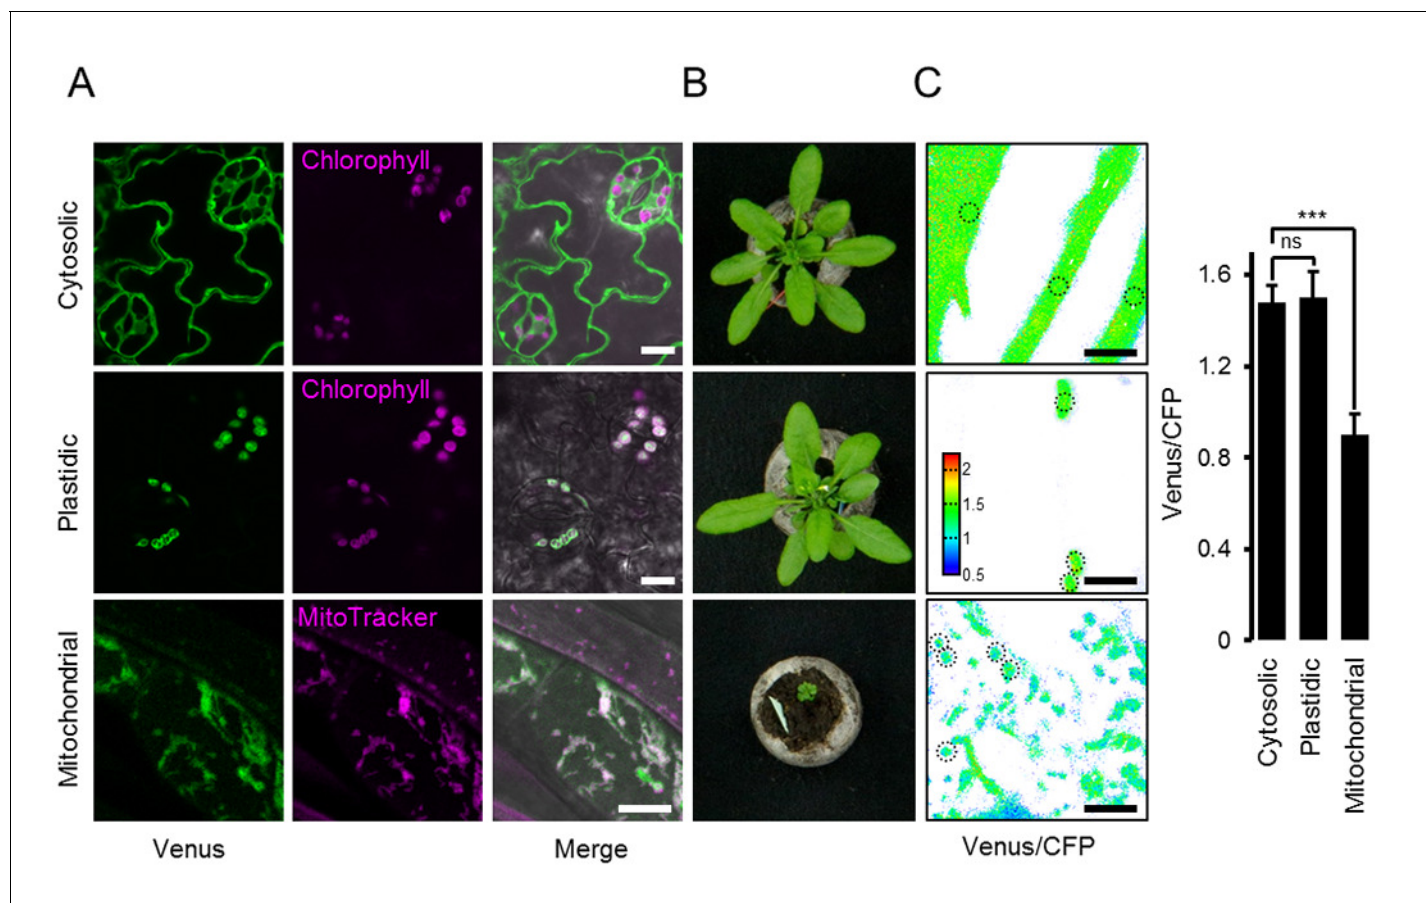 A
B
C
Cytosolic
Chlorophyll
Plastidic
Chlorophyll
2
1.5
1
0.5
Mitochondrial
MitoTracker
Venus
Merge
Venus/CFP
***
ns
1.6
1.2
0.8
0.4
0
Venus/CFP
Cytosolic
Plastidic
Mitochondrial